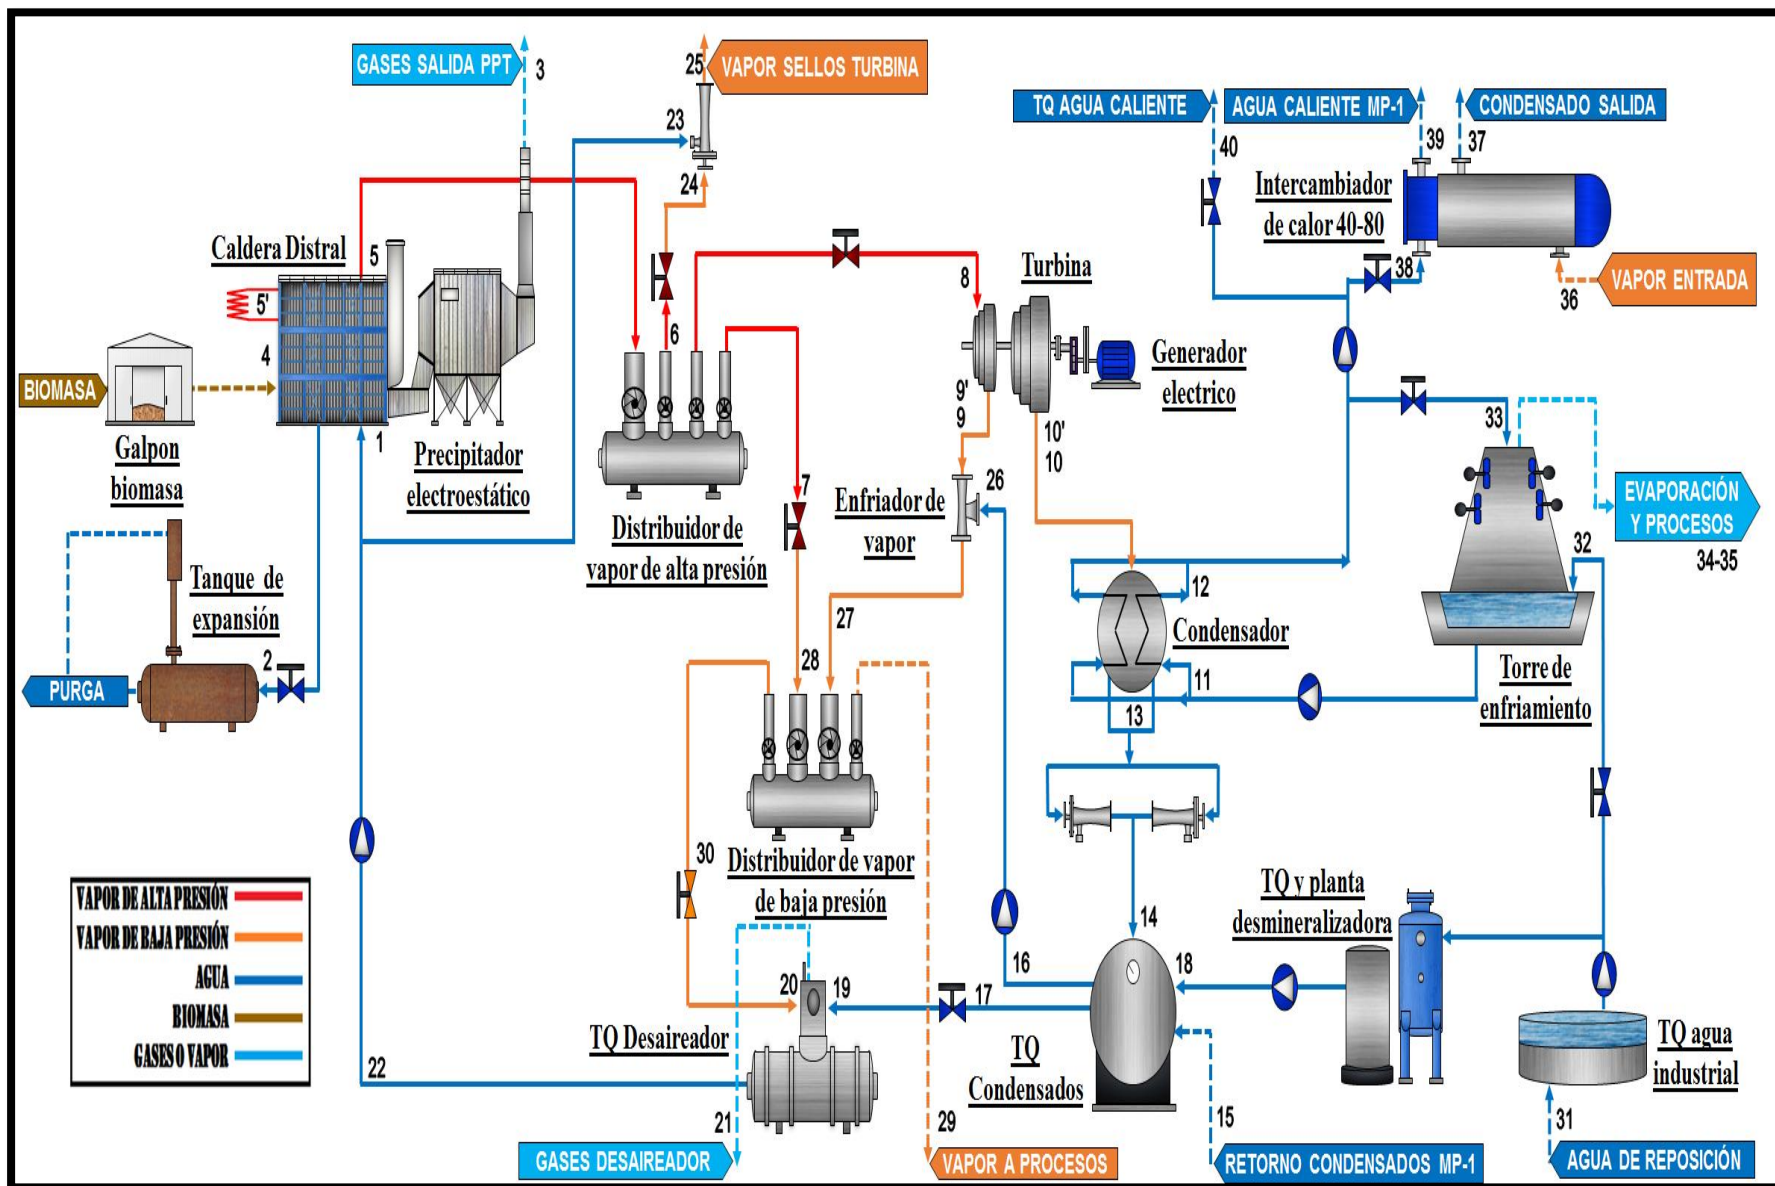 GASES SALIDA PPT
3
25
VAPOR SELLOS TURBINA
TQ AGUA CALIENTE
AGUA CALIENTE MP-1
CONDENSADO SALIDA
23
24
40
39
37
Intercambiador
de calor 40-80
38
36
VAPOR ENTRADA
Caldera Distral
5
5'
4
6
8
Turbina
Generador
electrico
BIOMASA
Galpon
biomasa
1
Precipitador
electroestático
9'
9
10'
10
33
7
26
Distribuidor de
vapor de alta presión
Enfriador de
vapor
EVAPORACIÓN
Y PROCESOS
34-35
32
Tanque de
expansión
2
PURGA
12
27
Condensador
28
11
13
Torre de
enfriamiento
30
Distribuidor de vapor
de baja presión
TQ y planta
desmineralizadora
14
VAPOR DE ALTA PRESIÓN
VAPOR DE BAJA PRESIÓN
AGUA
BIOMASA
GASES O VAPOR
16
18
20
19
17
TQ Desaireador
TQ
Condensados
TQ agua
industrial
22
21
29
15
31
GASES DESAIREADOR
VAPOR A PROCESOS
RETORNO CONDENSADOS MP-1
AGUA DE REPOSICIÓN